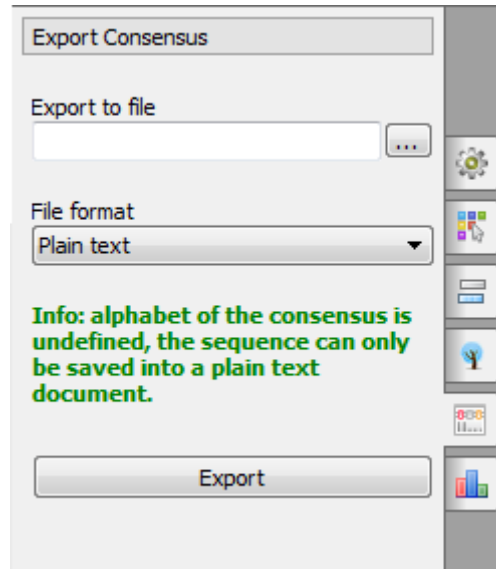 Export Consensus
Export to file
...
File format
Plain text
Info: alphabet of the consensus is
undefined, the sequence can only
be saved into a plain text
document.
Export